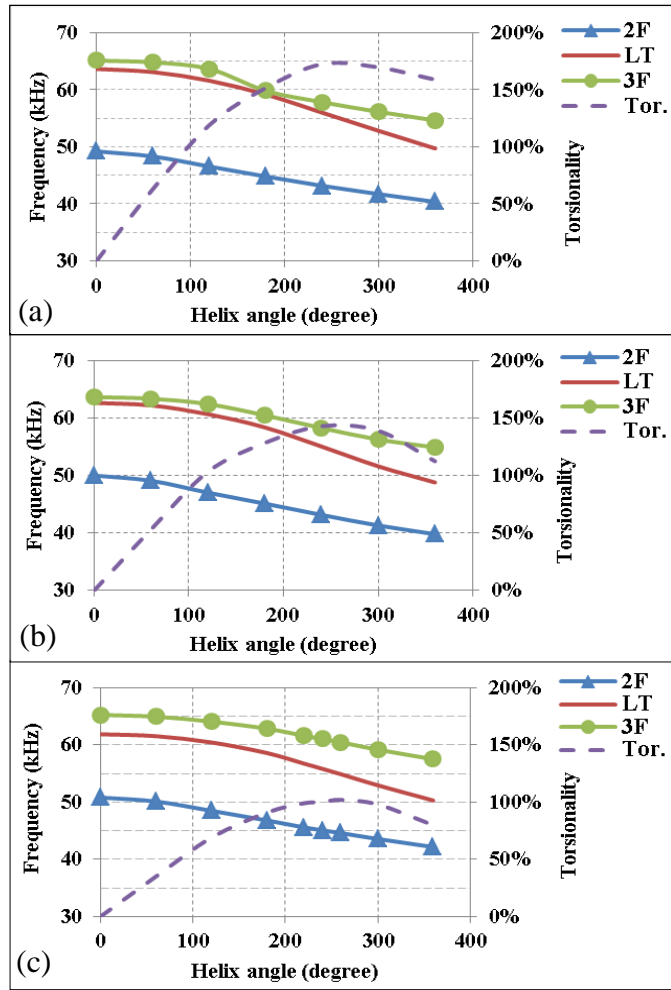 70
60
50
40
30
Frequency (kHz)
0 100 200 300 400
Helix angle (degree)
200%
150%
100%
50%
0%
Torsionality
2F
LT
3F
Tor.
(a)
70
60
50
40
30
Frequency (kHz)
0 100 200 300 400
Helix angle (degree)
200%
150%
100%
50%
0%
Torsionality
2F
LT
3F
Tor.
(b)
70
60
50
40
30
Frequency (kHz)
0 100 200 300 400
Helix angle (degree)
200%
150%
100%
50%
0%
Torsionality
2F
LT
3F
Tor.
(c)